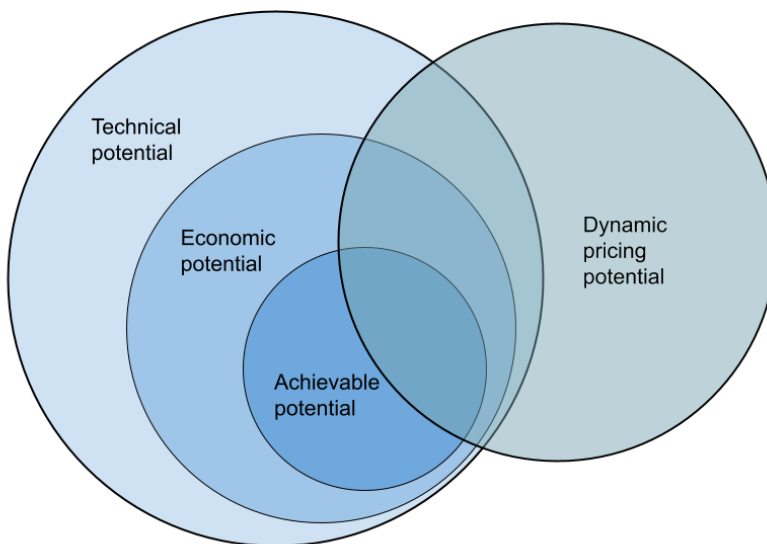 Technical
potential
Economic
potential
Achievable
potential
Dynamic
pricing
potential